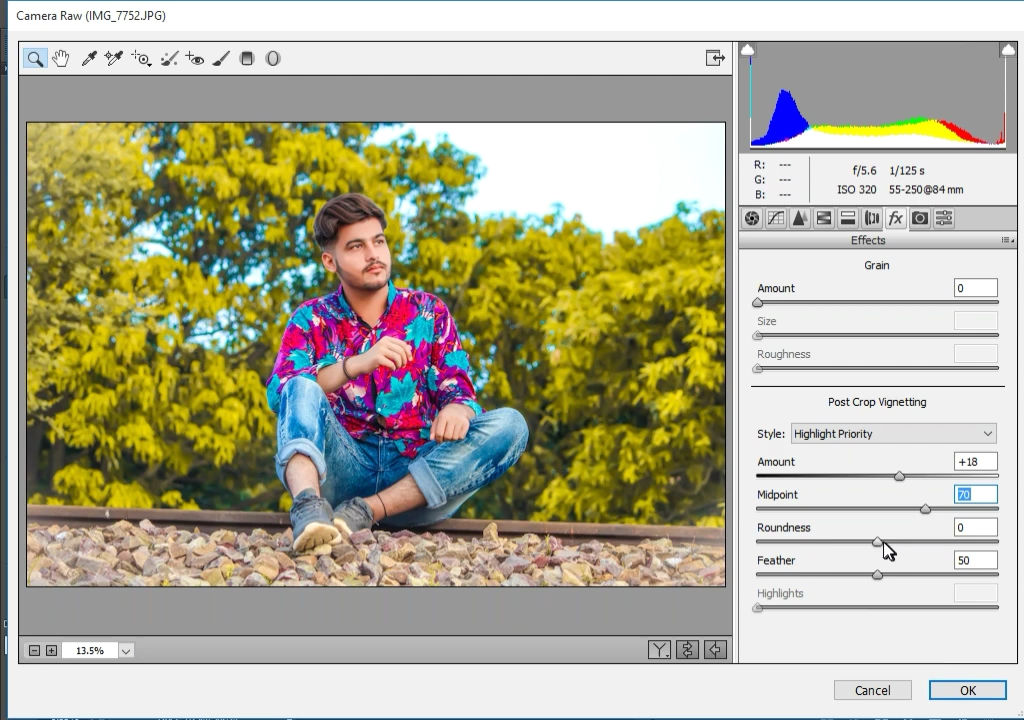 Camera Raw (IMG_7752.JPG)
R: ---
G: ---
B: ---
f/5.6 1/125 s
ISO 320 55-250@84 mm
fx
Effects
Grain
Amount 0
Size
Roughness
Post Crop Vignetting
Style: Highlight Priority
Amount +18
Midpoint 70
Roundness 0
Feather 50
Highlights
13.5%
Y
Cancel OK